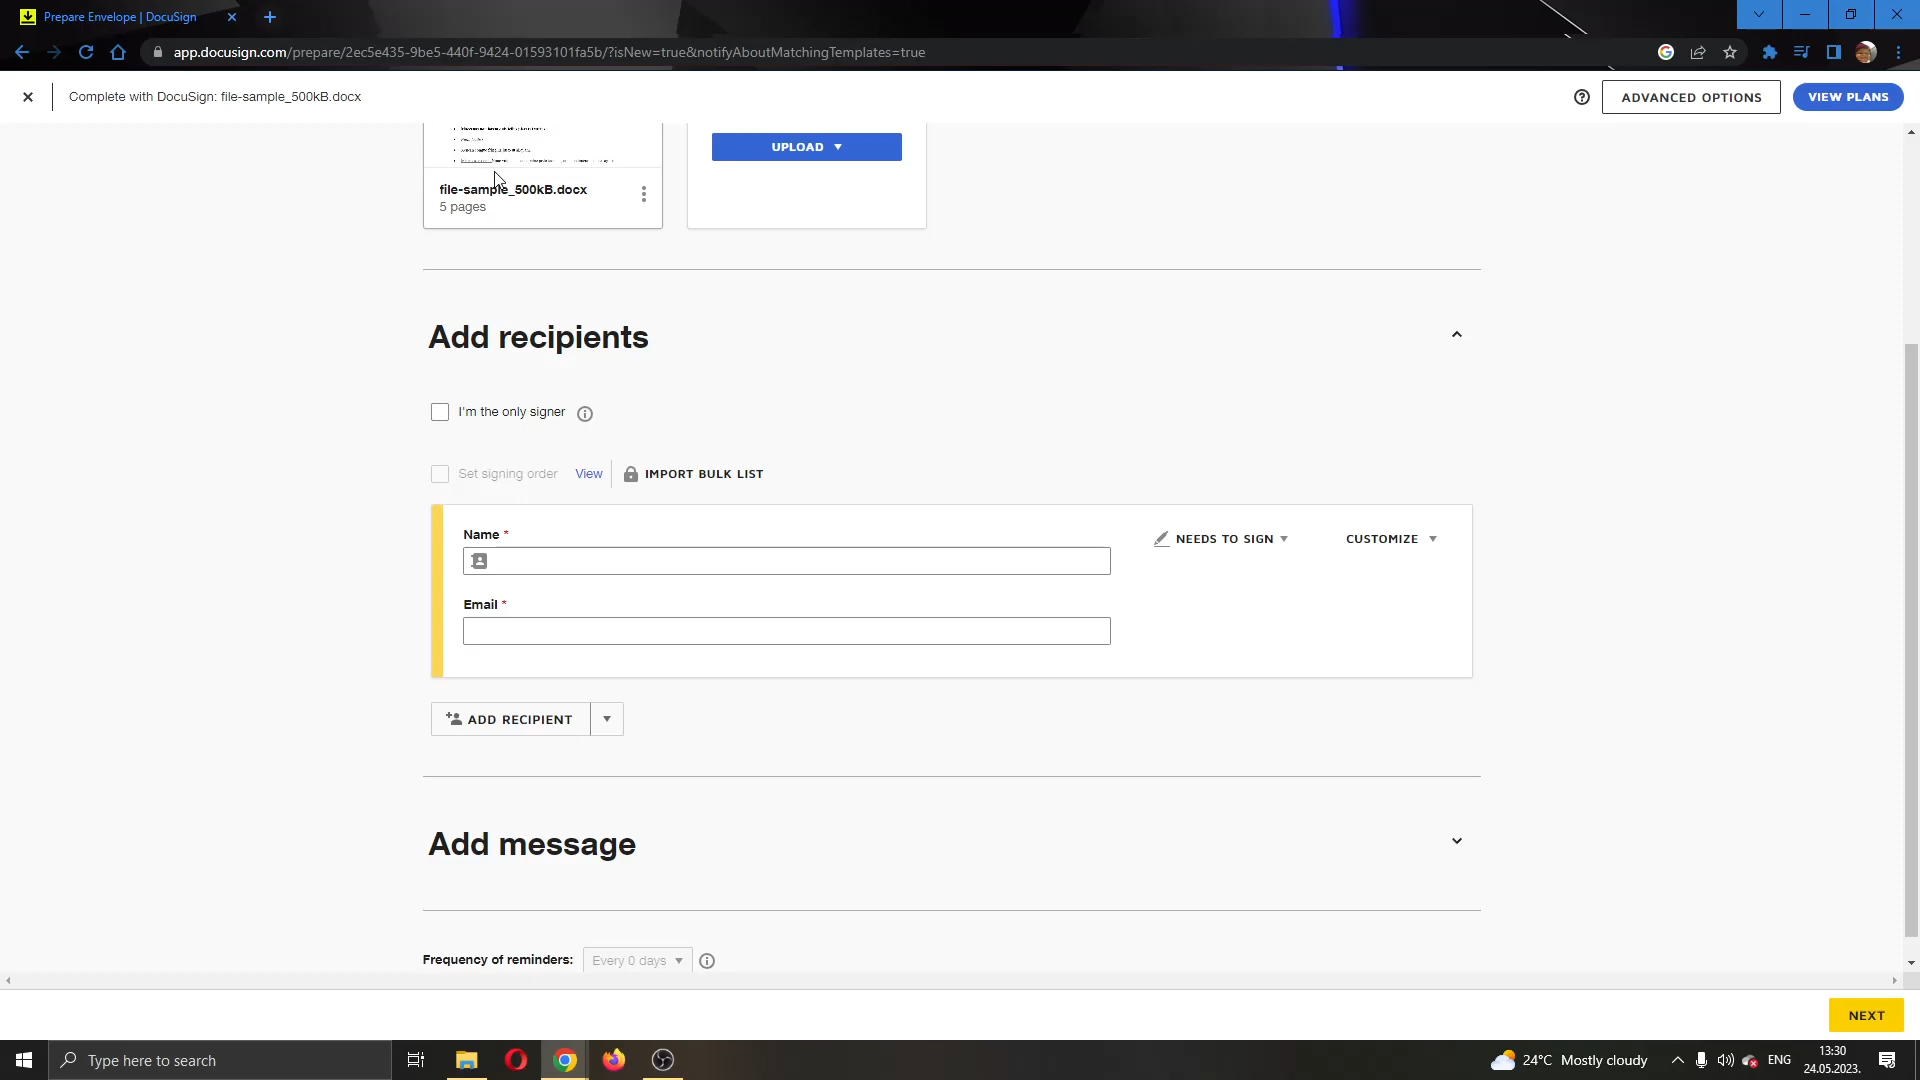 Prepare Envelope | DocuSign
app.docusign.com/prepare/2ec5e435-9be5-440f-9424-01593101fa5b/?isNew=true&notifyAboutMatchingTemplates=true
Complete with DocuSign: file-sample_500kB.docx
ADVANCED OPTIONS
VIEW PLANS
UPLOAD
file-sample_500kB.docx
5 pages
Add recipients
I'm the only signer
Set signing order
View
IMPORT BULK LIST
Name *
NEEDS TO SIGN
CUSTOMIZE
Email *
ADD RECIPIENT
Add message
Frequency of reminders:
Every 0 days
NEXT
Type here to search
24°C Mostly cloudy
ENG
13:30
24.05.2023.